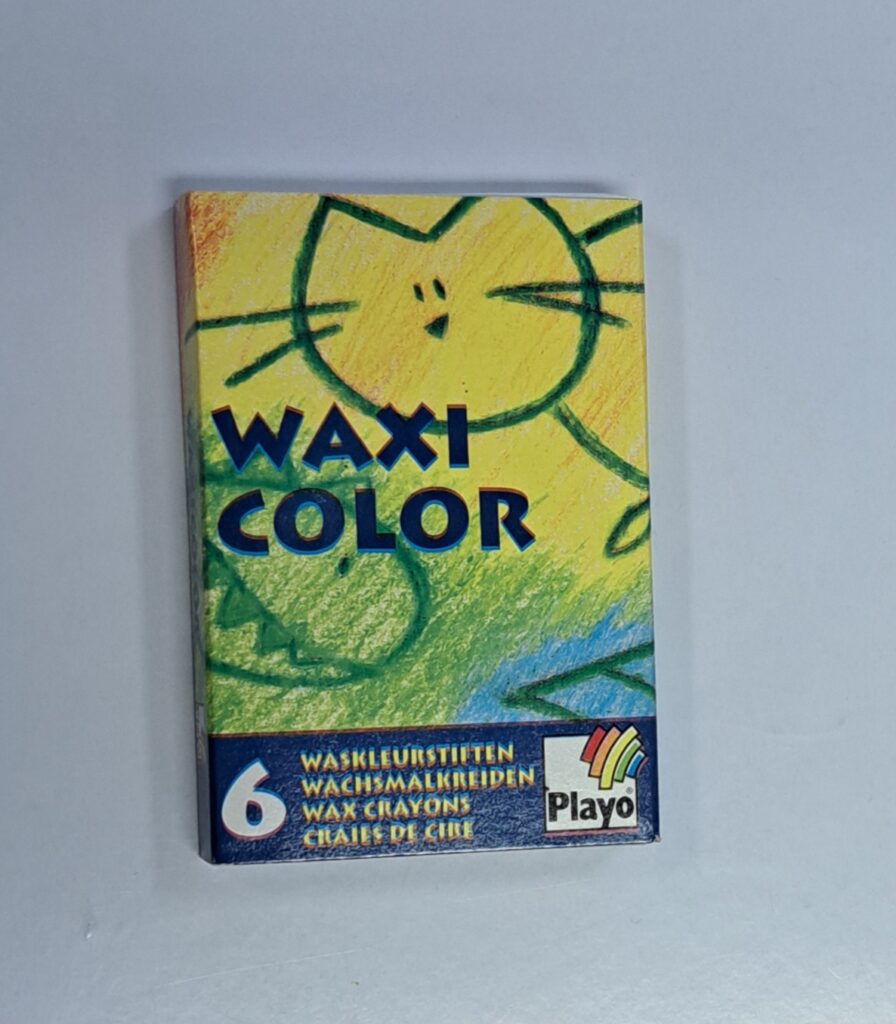 WAXI
COLOR
6
WASKLEURSTIFTEN
WACHSMALKREIDEN
WAX CRAYONS
CRAIES DE CIRE
Playo®